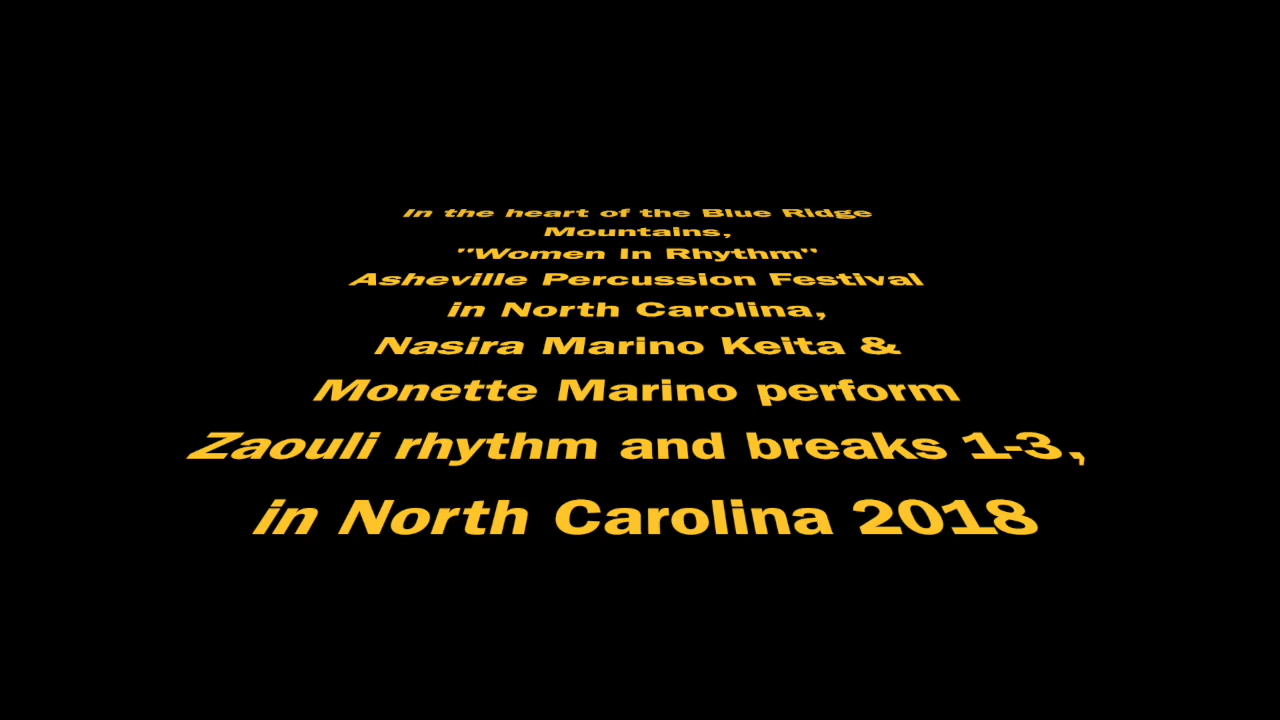 In the heart of the Blue Ridge
Mountains,
"Women In Rhythm"
Asheville Percussion Festival
in North Carolina,
Nasira Marino Keita &
Monette Marino perform
Zaouli rhythm and breaks 1-3,
in North Carolina 2018